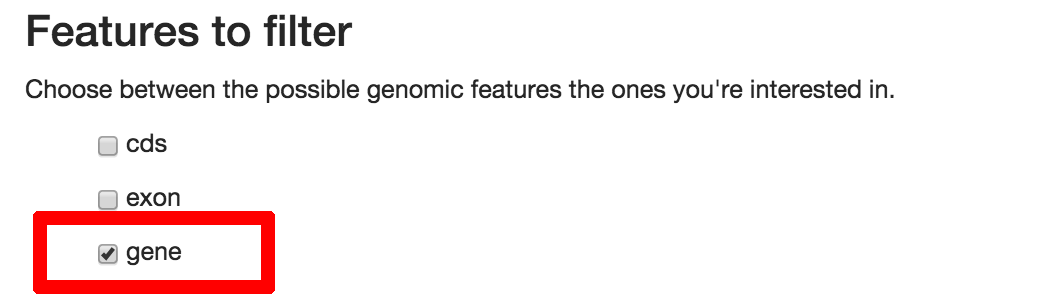 Features to filter
Choose between the possible genomic features the ones you're interested in.
cds
exon
gene